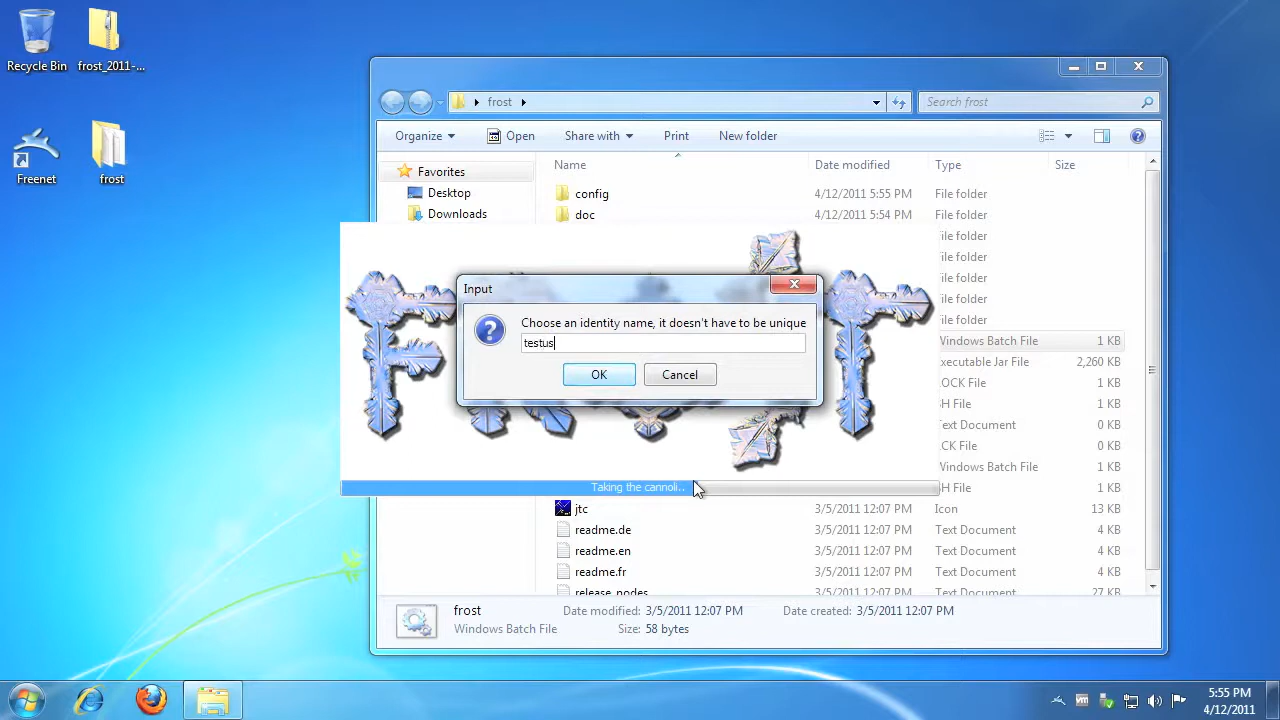 Recycle Bin
frost_2011-...
Freenet
frost
frost
Search frost
Organize
Open
Share with
Print
New folder
Name
Date modified
Type
Size
Favorites
Desktop
Downloads
config 4/12/2011 5:55 PM File folder
doc 4/12/2011 5:54 PM File folder
ile folder
ile folder
ile folder
ile folder
ile folder
Windows Batch File 1 KB
xecutable Jar File 2,260 KB
OCK File 1 KB
H File 1 KB
ext Document 0 KB
CK File 0 KB
Windows Batch File 1 KB
H File 1 KB
Input
Choose an identity name, it doesn't have to be unique
testus
OK
Cancel
Taking the cannoli..
jtc 3/5/2011 12:07 PM Icon 13 KB
readme.de 3/5/2011 12:07 PM Text Document 4 KB
readme.en 3/5/2011 12:07 PM Text Document 4 KB
readme.fr 3/5/2011 12:07 PM Text Document 4 KB
release_nodes 3/5/2011 12:07 PM Text Document 27 KB
frost Date modified: 3/5/2011 12:07 PM Date created: 3/5/2011 12:07 PM
Windows Batch File Size: 58 bytes
5:55 PM
4/12/2011